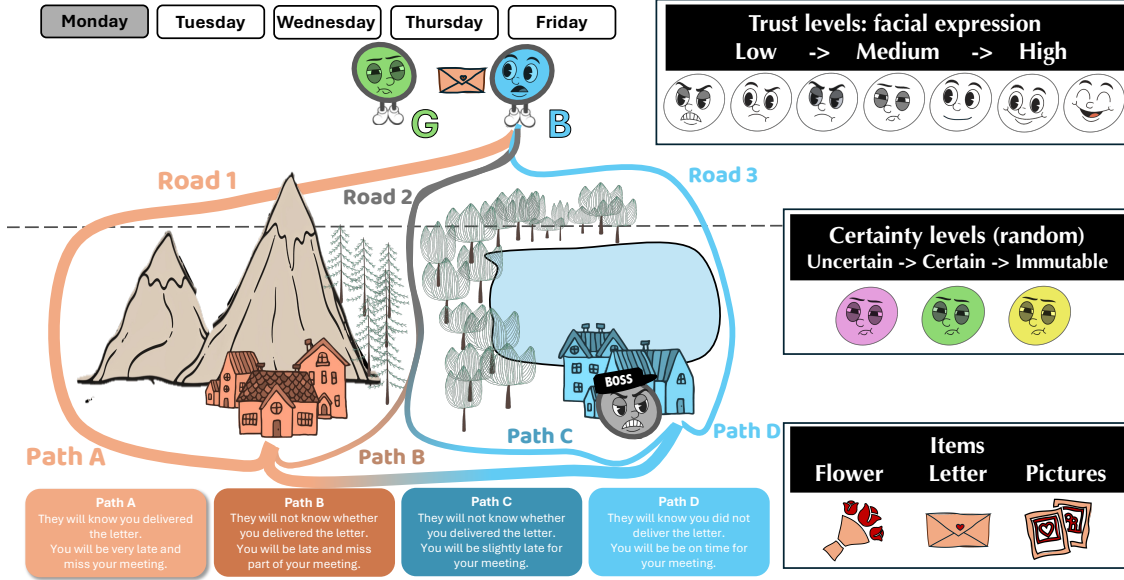 Monday
Tuesday
Wednesday
Thursday
Friday
G
B
Trust levels: facial expression
Low -> Medium -> High
Road 1
Road 2
Road 3
Certainty levels (random)
Uncertain -> Certain -> Immutable
BOSS
Path A
Path B
Path C
Path D
Items
Flower Letter Pictures
Path A
They will know you delivered
the letter.
You will be very late and
miss your meeting.
Path B
They will not know whether
you delivered the letter.
You will be late and miss
part of your meeting.
Path C
They will not know whether
you delivered the letter.
You will be slightly late for
your meeting.
Path D
They will know you did not
deliver the letter.
You will be be on time for
your meeting.